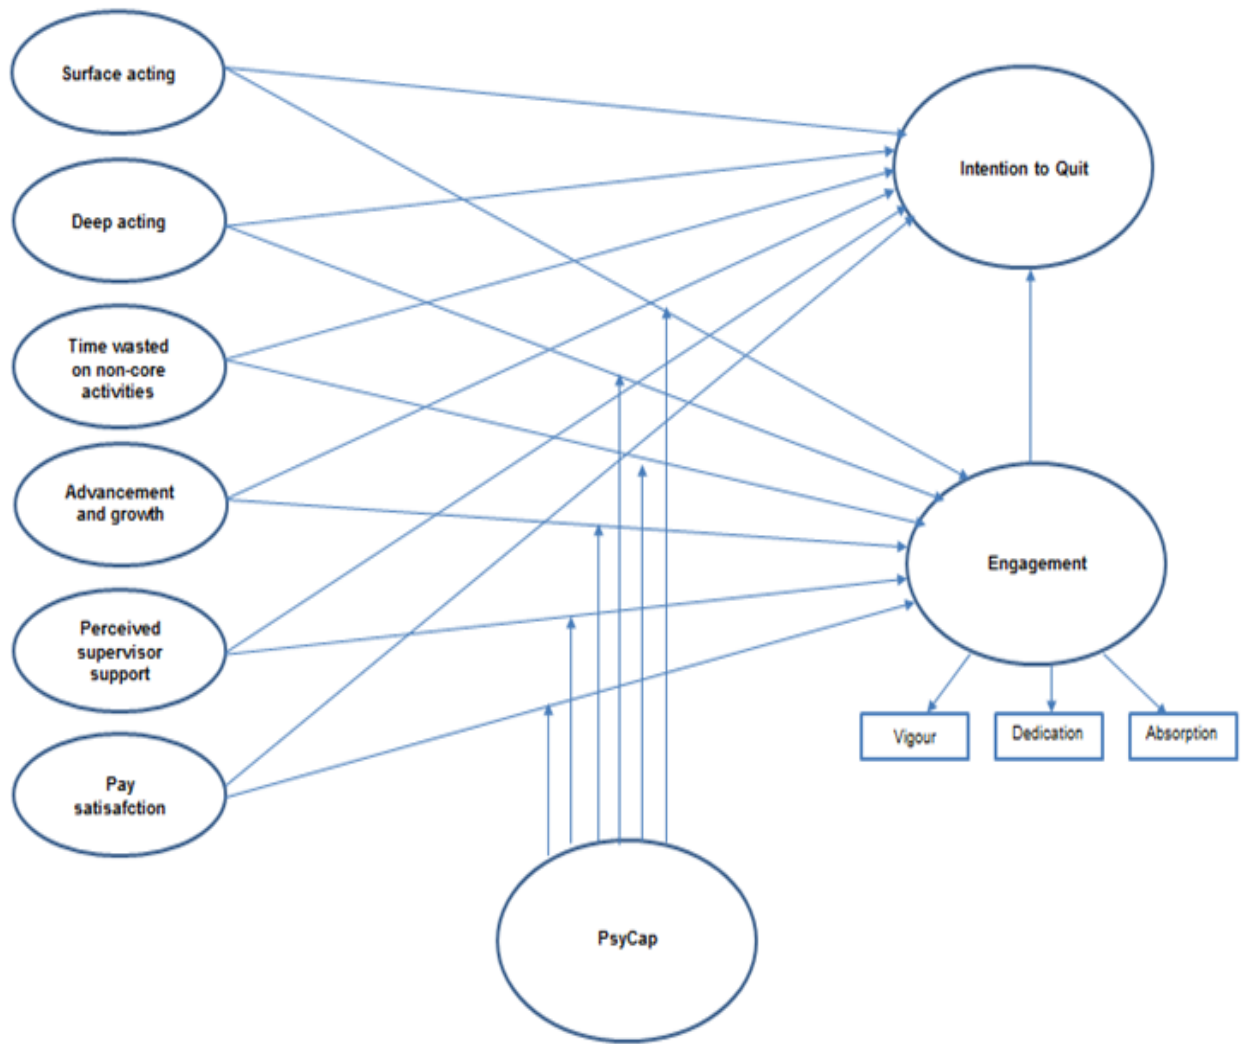 Surface acting
Deep acting
Time wasted
on non-core
activities
Advancement
and growth
Perceived
supervisor
support
Pay
satisafction
Intention to Quit
Engagement
Vigour
Dedication
Absorption
PsyCap